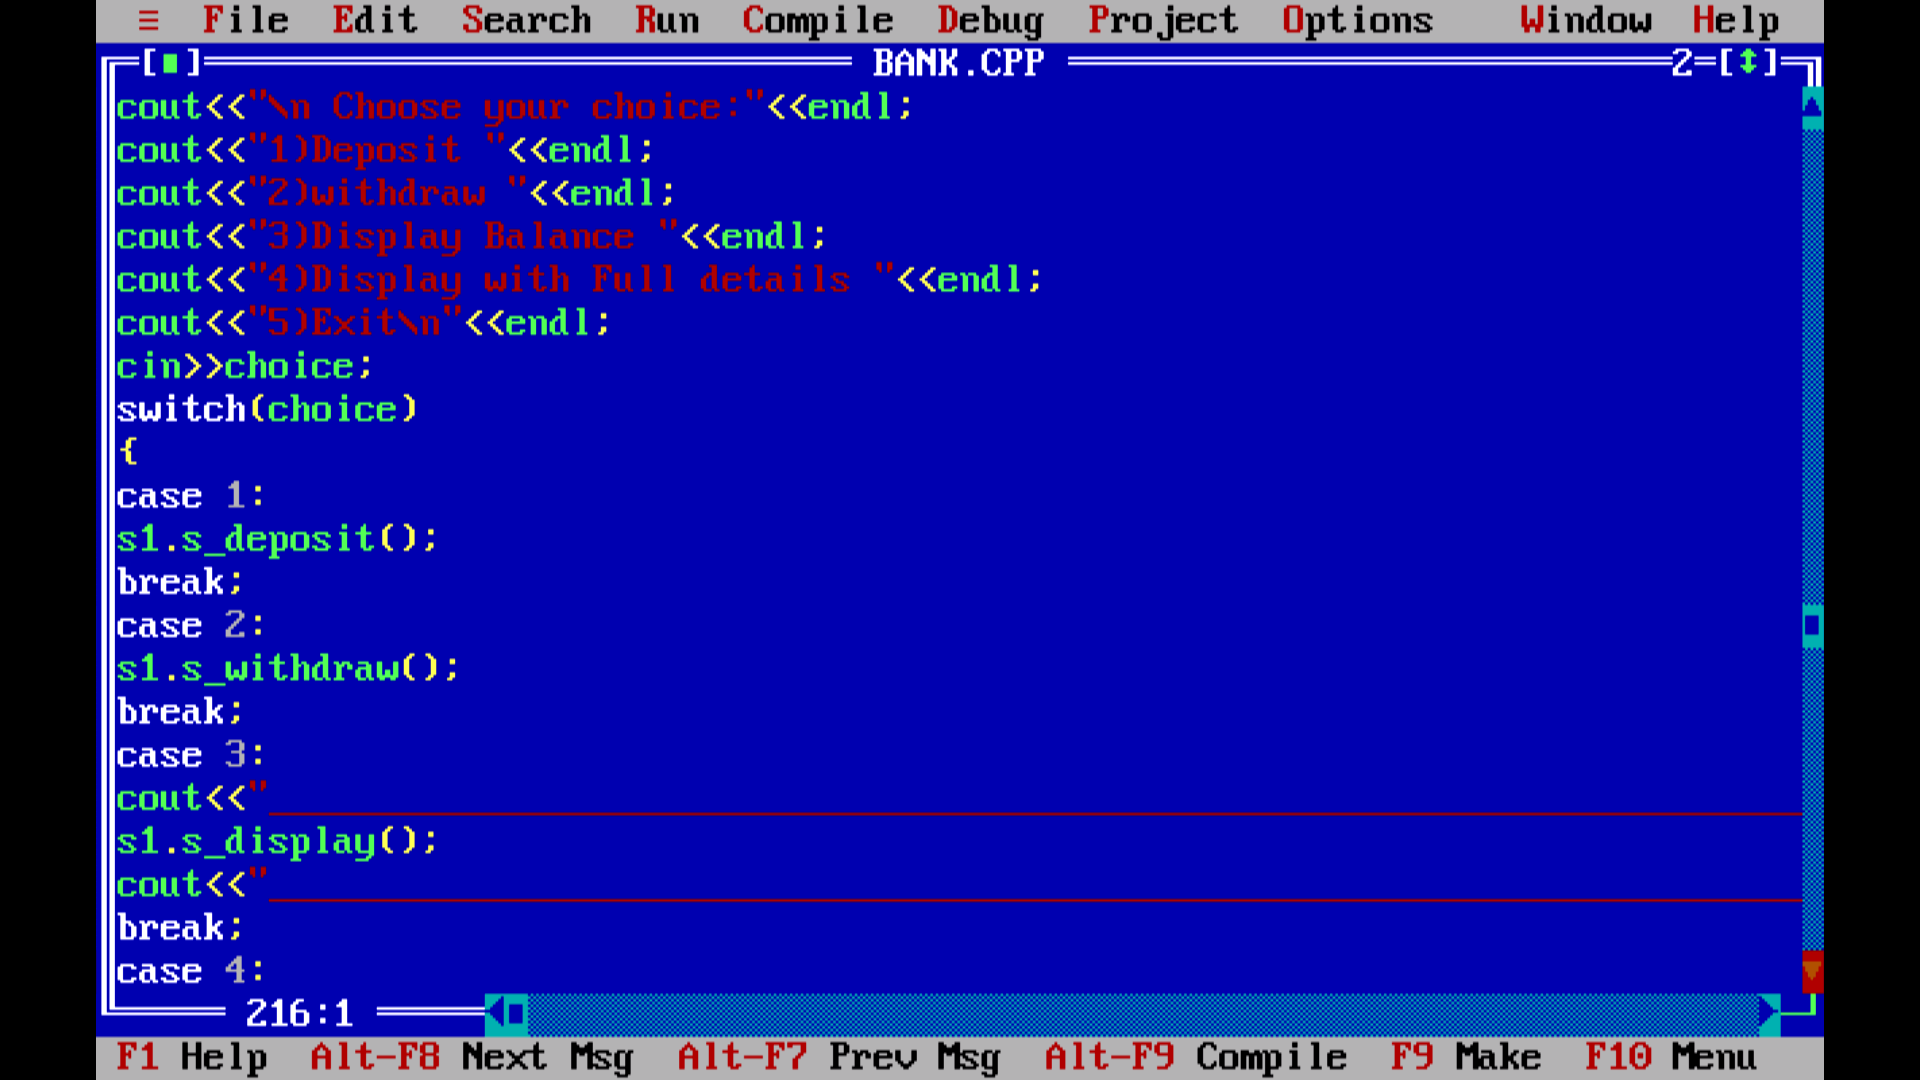 ≡ File Edit Search Run Compile Debug Project Options Window Help
[■] BANK.CPP 2=[↕]
cout<<"\n Choose your choice:"<<endl;
cout<<"1)Deposit "<<endl;
cout<<"2)withdraw "<<endl;
cout<<"3)Display Balance "<<endl;
cout<<"4)Display with Full details "<<endl;
cout<<"5)Exit\n"<<endl;
cin>>choice;
switch(choice)
{
case 1:
s1.s_deposit();
break;
case 2:
s1.s_withdraw();
break;
case 3:
cout<<"_______________________________________________________________________
s1.s_display();
cout<<"_______________________________________________________________________
break;
case 4:
216:1
F1 Help Alt-F8 Next Msg Alt-F7 Prev Msg Alt-F9 Compile F9 Make F10 Menu